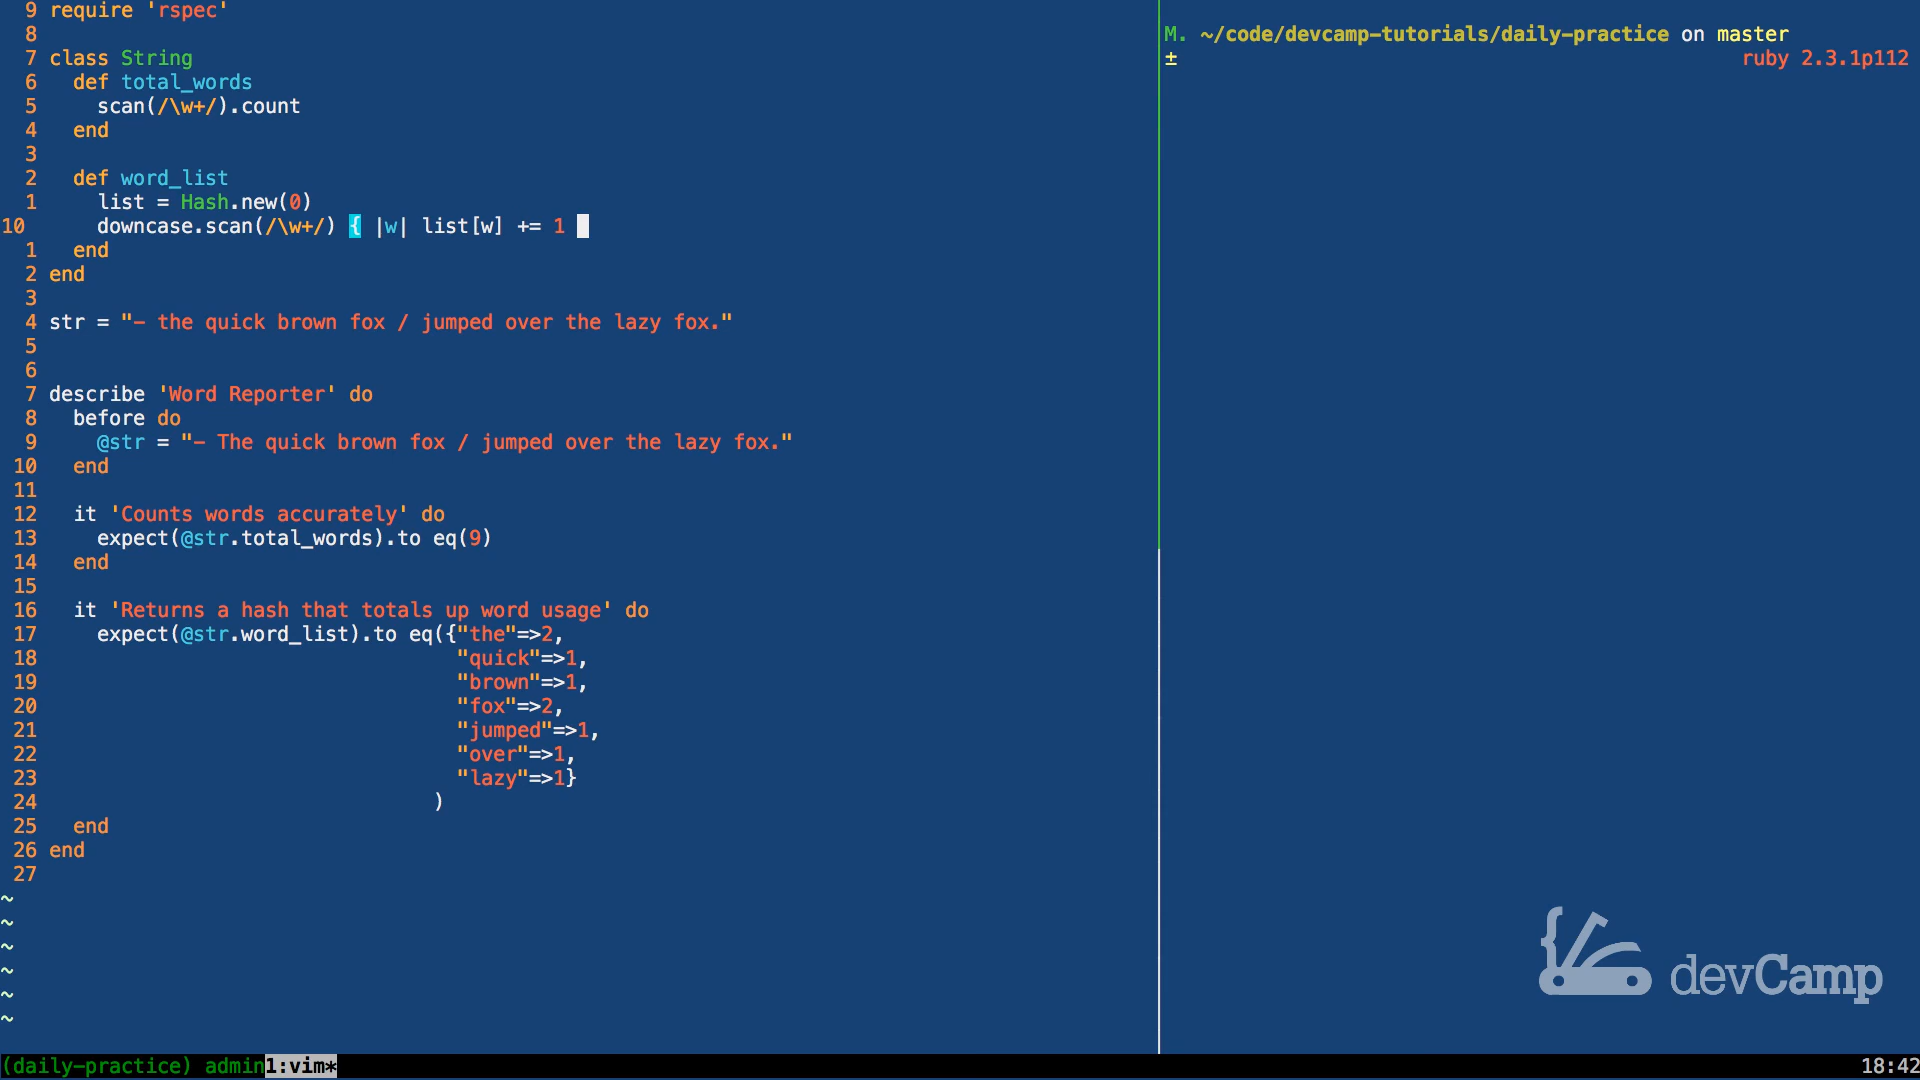 9 require 'rspec'
8
7 class String
6   def total_words
5     scan(/\w+/).count
4   end
3
2   def word_list
1     list = Hash.new(0)
10     downcase.scan(/\w+/) { |w| list[w] += 1
1   end
2 end
3
4 str = "- the quick brown fox / jumped over the lazy fox."
5
6
7 describe 'Word Reporter' do
8   before do
9     @str = "- The quick brown fox / jumped over the lazy fox."
10   end
11
12   it 'Counts words accurately' do
13     expect(@str.total_words).to eq(9)
14   end
15
16   it 'Returns a hash that totals up word usage' do
17     expect(@str.word_list).to eq({"the"=>2,
18                                   "quick"=>1,
19                                   "brown"=>1,
20                                   "fox"=>2,
21                                   "jumped"=>1,
22                                   "over"=>1,
23                                   "lazy"=>1}
24                                 )
25   end
26 end
27
~
~
~
~
~
~
M. ~/code/devcamp-tutorials/daily-practice on master
± ruby 2.3.1p112
devCamp
(daily-practice) admin1:vim* 18:42